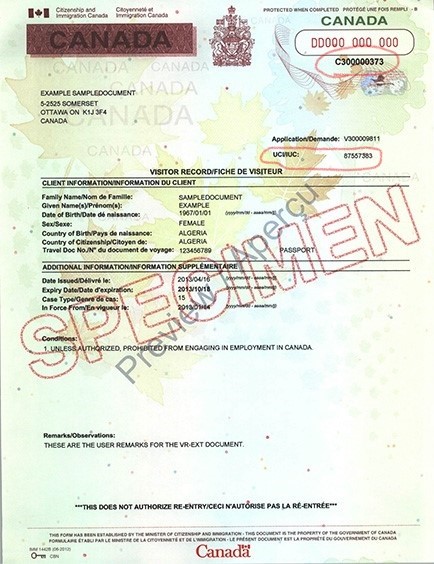 Citizenship and
Immigration Canada
Citoyenneté et
Immigration Canada
PROTECTED WHEN COMPLETED PROTÉGÉ UNE FOIS REMPLI - B
CANADA
CANADA
DD000 000 000
C300000373
CANADA
CANADA
EXAMPLE SAMPLEDOCUMENT
5-2525 SOMERSET
OTTAWA ON K1J 3F4
CANADA
Application/Demande: V300009811
UCI/IUC: 87557383
VISITOR RECORD/FICHE DE VISITEUR
CLIENT INFORMATION/INFORMATION DU CLIENT
Family Name/Nom de Famille: SAMPLEDOCUMENT
Given Name(s)/Prénom(s): EXAMPLE
Date of Birth/Date dé naissance: 1967/01/01 (yyyy/mm/dd - aaaa/mm/jj)
Sex/Sexe: FEMALE
Country of Birth/Pays de naissance: ALGERIA
Country of Citizenship/Citoyen de: ALGERIA
Travel Doc No./N° du document de voyage: 123456789 PASSPORT
ADDITIONAL INFORMATION/INFORMATION SUPPLÉMENTAIRE
Date Issued/Délivré le: 2013/04/16 (yyyy/mm/dd - aaaa/mm/jj)
Expiry Date/Date d'expiration: 2013/10/18 (yyyy/mm/dd - aaaa/mm/jj)
Case Type/Genre de cas: 15
In Force From/En vigueur le: (yyyy/mm/dd - aaaa/mm/jj)
CONDITIONS:
1. UNLESS AUTHORIZED, PROHIBITED FROM ENGAGING IN EMPLOYMENT IN CANADA.
SPECIMEN
Preview / Aperçu
Remarks/Observations:
THESE ARE THE USER REMARKS FOR THE VR-EXT DOCUMENT.
***THIS DOES NOT AUTHORIZE RE-ENTRY/CECI N'AUTORISE PAS LA RÉ-ENTRÉE***
THIS FORM HAS BEEN ESTABLISHED BY THE MINISTER OF CITIZENSHIP AND IMMIGRATION - THIS DOCUMENT IS THE PROPERTY OF THE GOVERNMENT OF CANADA
FORMULAIRE ÉTABLI PAR LE MINISTRE DE LA CITOYENNETÉ ET DE L'IMMIGRATION - LE PRÉSENT DOCUMENT EST LA PROPRIÉTÉ DU GOUVERNEMENT DU CANADA
IMM 1442B (06-2013)
CBN
Canada